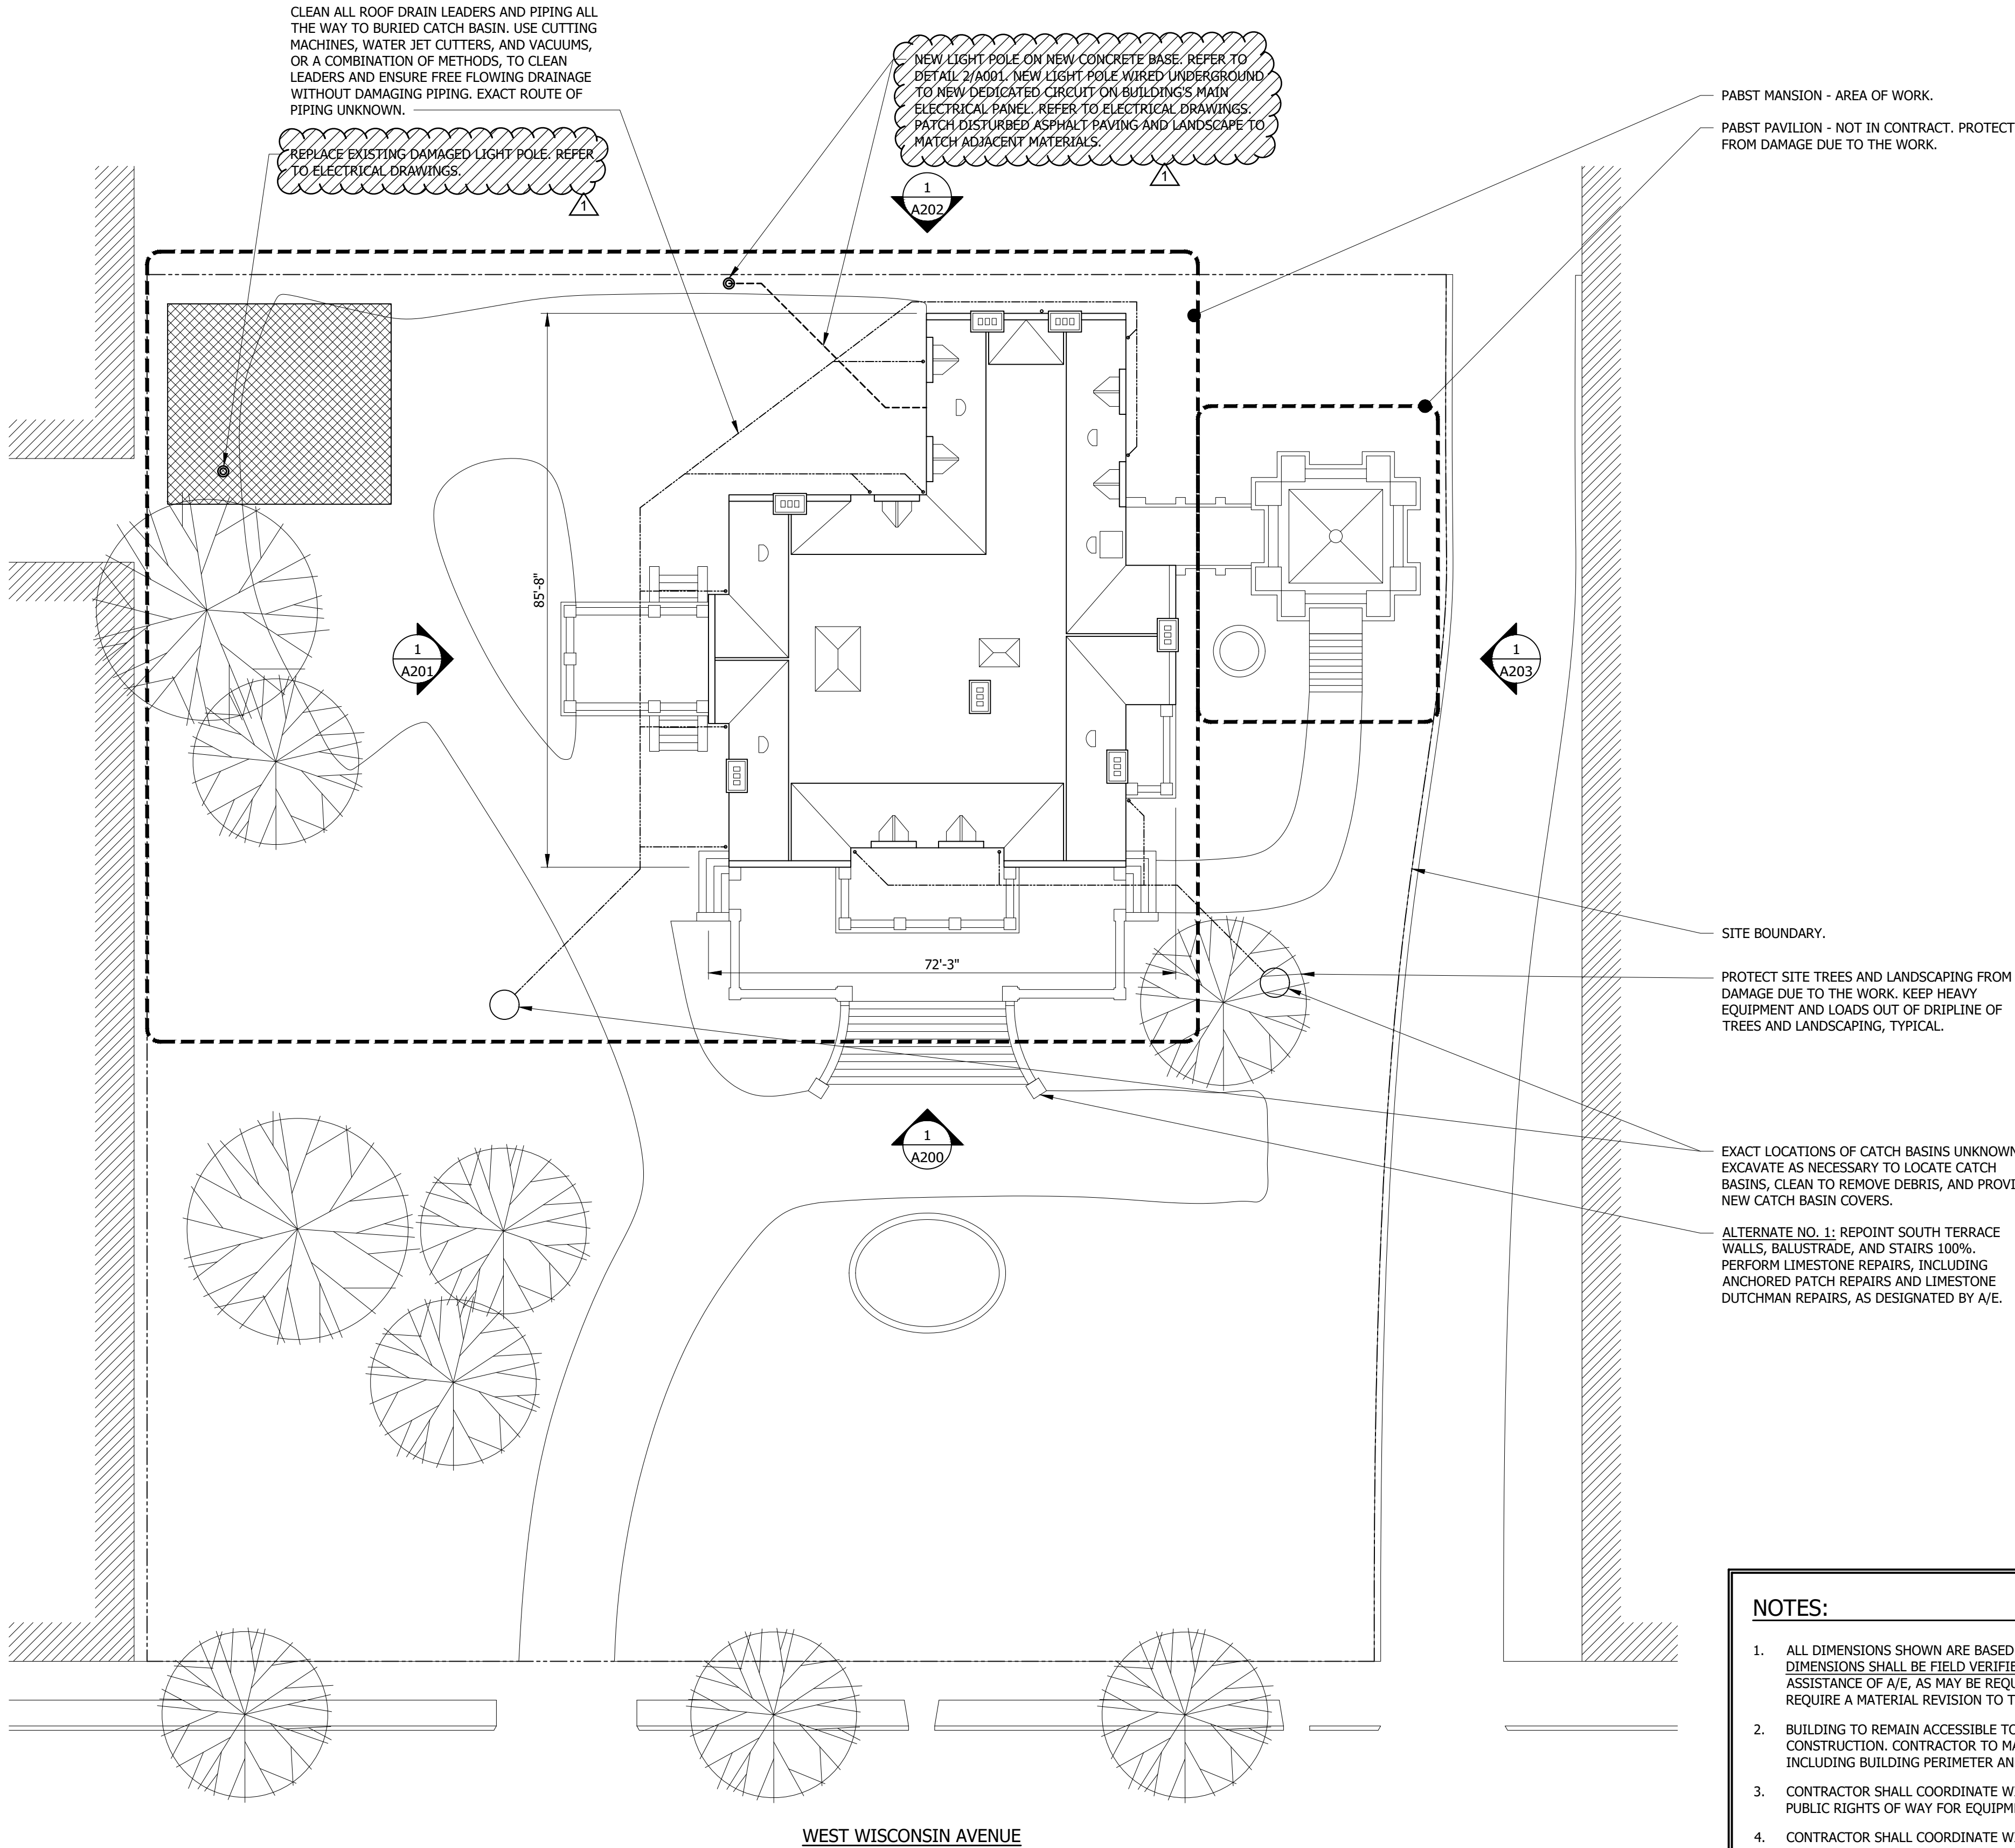 CLEAN ALL ROOF DRAIN LEADERS AND PIPING ALL
THE WAY TO BURIED CATCH BASIN. USE CUTTING
MACHINES, WATER JET CUTTERS, AND VACUUMS,
OR A COMBINATION OF METHODS, TO CLEAN
LEADERS AND ENSURE FREE FLOWING DRAINAGE
WITHOUT DAMAGING PIPING. EXACT ROUTE OF
PIPING UNKNOWN.
REPLACE EXISTING DAMAGED LIGHT POLE. REFER
TO ELECTRICAL DRAWINGS.
1
NEW LIGHT POLE ON NEW CONCRETE BASE. REFER TO
DETAIL 2/A001. NEW LIGHT POLE WIRED UNDERGROUND
TO NEW DEDICATED CIRCUIT ON BUILDING'S MAIN
ELECTRICAL PANEL. REFER TO ELECTRICAL DRAWINGS.
PATCH DISTURBED ASPHALT PAVING AND LANDSCAPE TO
MATCH ADJACENT MATERIALS.
1
1
A202
PABST MANSION - AREA OF WORK.
PABST PAVILION - NOT IN CONTRACT. PROTECT
FROM DAMAGE DUE TO THE WORK.
85'-8"
1
A201
1
A203
72'-3"
1
A200
SITE BOUNDARY.
PROTECT SITE TREES AND LANDSCAPING FROM
DAMAGE DUE TO THE WORK. KEEP HEAVY
EQUIPMENT AND LOADS OUT OF DRIPLINE OF
TREES AND LANDSCAPING, TYPICAL.
EXACT LOCATIONS OF CATCH BASINS UNKNOWN
EXCAVATE AS NECESSARY TO LOCATE CATCH
BASINS, CLEAN TO REMOVE DEBRIS, AND
NEW CATCH BASIN COVERS.
ALTERNATE NO. 1: REPOINT SOUTH TERRACE
WALLS, BALUSTRADE, AND STAIRS 100%.
PERFORM LIMESTONE REPAIRS, INCLUDING
ANCHORED PATCH REPAIRS AND LIMESTONE
DUTCHMAN REPAIRS, AS DESIGNATED BY A/E.
NOTES:
1. ALL DIMENSIONS SHOWN ARE BASED
DIMENSIONS SHALL BE FIELD
ASSISTANCE OF A/E, AS MAY BE
REQUIRE A MATERIAL REVISION TO
2. BUILDING TO REMAIN ACCESSIBLE
CONSTRUCTION. CONTRACTOR TO
INCLUDING BUILDING PERIMETER
3. CONTRACTOR SHALL COORDINATE
PUBLIC RIGHTS OF WAY FOR
4. CONTRACTOR SHALL COORDINATE
WEST WISCONSIN AVENUE